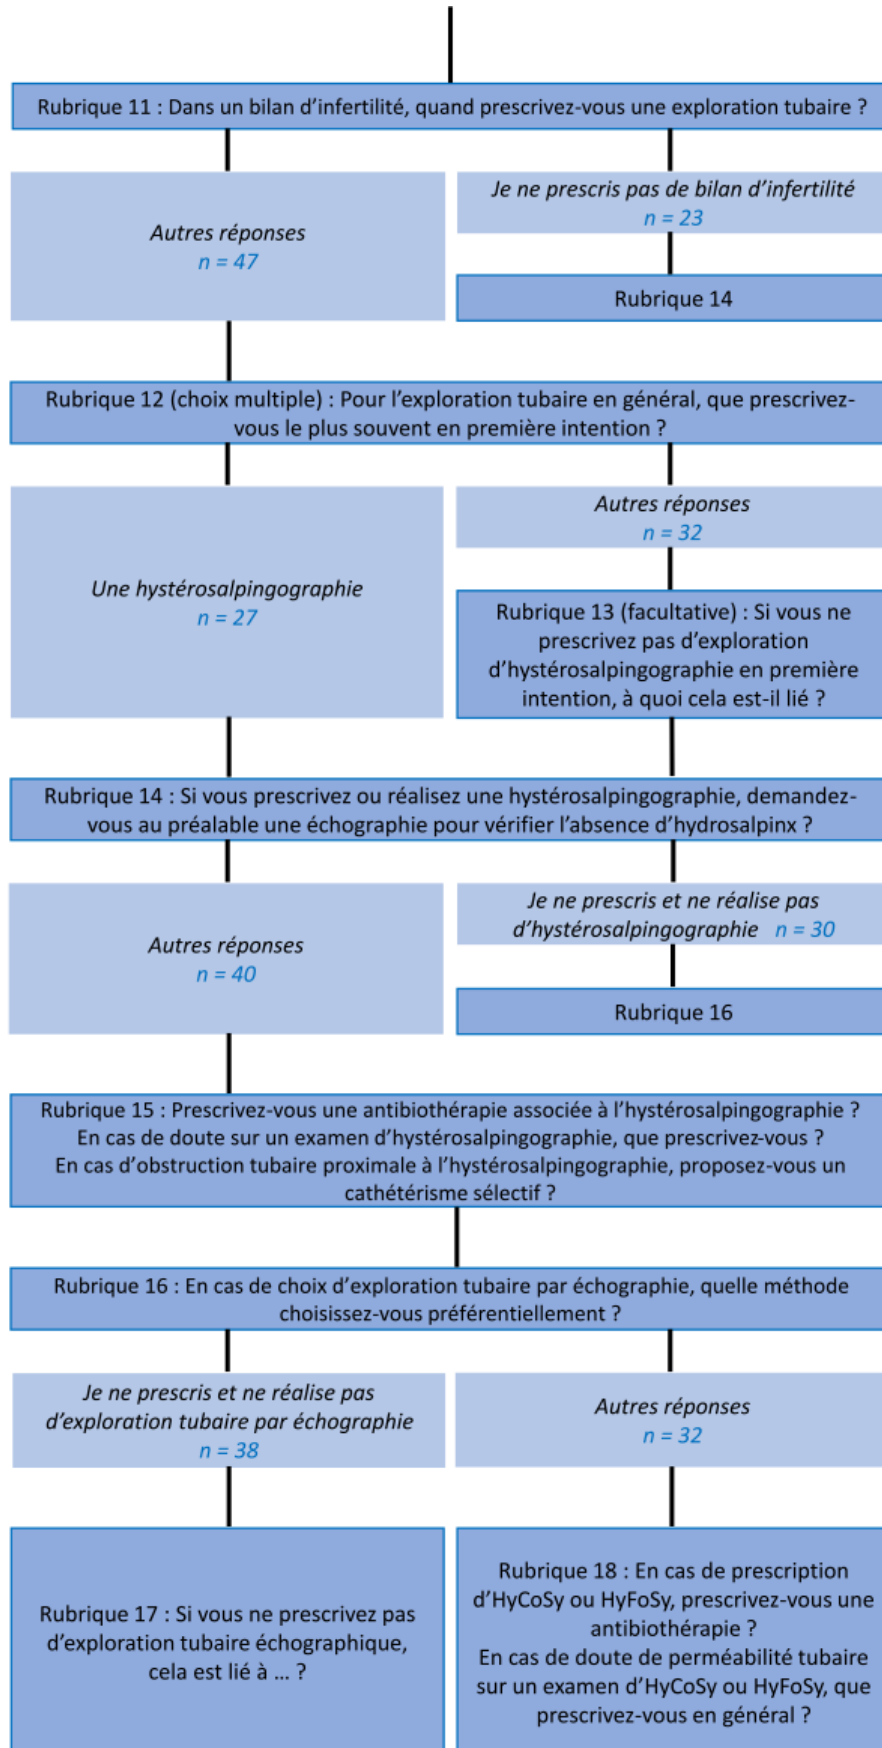 Rubrique 11 : Dans un bilan d’infertilité, quand prescrivez-vous une exploration tubaire ?
Autres réponses
n = 47
Je ne prescris pas de bilan d’infertilité
n = 23
Rubrique 14
Rubrique 12 (choix multiple) : Pour l’exploration tubaire en général, que prescrivez-
vous le plus souvent en première intention ?
Une hystérosalpingographie
n = 27
Autres réponses
n = 32
Rubrique 13 (facultative) : Si vous ne
prescrivez pas d’exploration
d’hystérosalpingographie en première
intention, à quoi cela est-il lié ?
Rubrique 14 : Si vous prescrivez ou réalisez une hystérosalpingographie, demandez-
vous au préalable une échographie pour vérifier l’absence d’hydrosalpinx ?
Autres réponses
n = 40
Je ne prescris et ne réalise pas
d’hystérosalpingographie n = 30
Rubrique 16
Rubrique 15 : Prescrivez-vous une antibiothérapie associée à l’hystérosalpingographie ?
En cas de doute sur un examen d’hystérosalpingographie, que prescrivez-vous ?
En cas d’obstruction tubaire proximale à l’hystérosalpingographie, proposez-vous un
cathétérisme sélectif ?
Rubrique 16 : En cas de choix d’exploration tubaire par échographie, quelle méthode
choisissez-vous préférentiellement ?
Je ne prescris et ne réalise pas
d’exploration tubaire par échographie
n = 38
Autres réponses
n = 32
Rubrique 17 : Si vous ne prescrivez pas
d’exploration tubaire échographique,
cela est lié à … ?
Rubrique 18 : En cas de prescription
d’HyCoSy ou HyFoSy, prescrivez-vous une
antibiothérapie ?
En cas de doute de perméabilité tubaire
sur un examen d’HyCoSy ou HyFoSy, que
prescrivez-vous en général ?